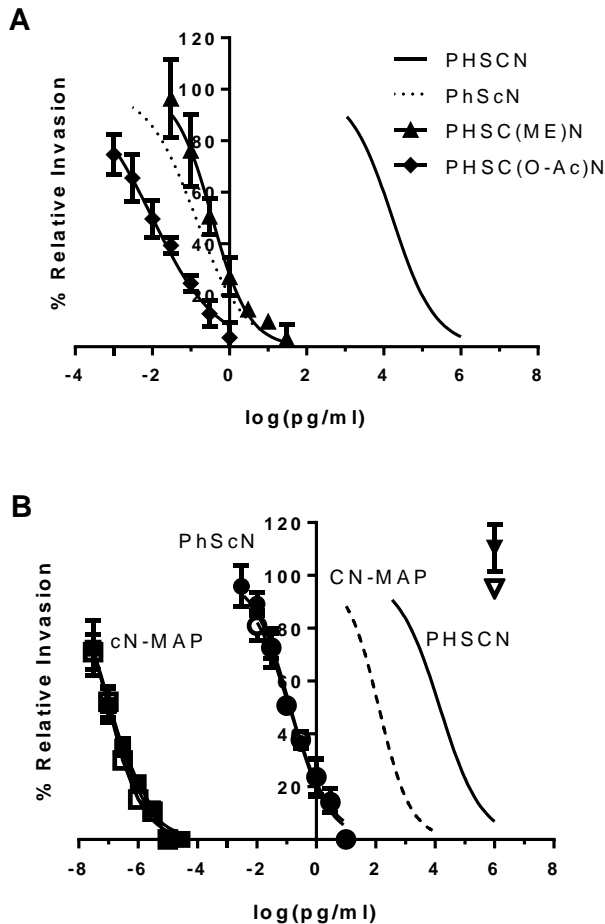 A
% Relative Invasion
120
100
80
60
40
20
-4 -2 0 2 4 6 8
log(pg/ml)
PHSCN
PhScN
PHSC(ME)N
PHSC(O-Ac)N
B
% Relative Invasion
120
100
80
60
40
20
-8 -6 -4 -2 0 2 4 6 8
log(pg/ml)
cN-MAP
PhScN
CN-MAP
PHSCN